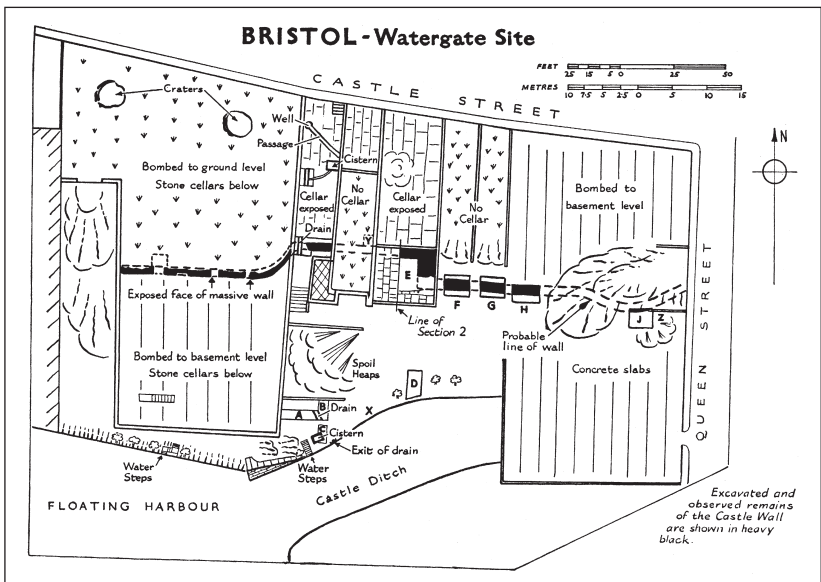 BRISTOL - Watergate Site
FEET
25 15 5 0 25 50
METRES
10 7·5 5 2·5 0 5 10 15
CASTLE STREET
N
Craters
Well
Passage
Cistern
Bombed to ground level
Stone cellars below
Cellar
exposed
No
Cellar
Cellar
exposed
No
Cellar
Bombed to
basement level
Drain
Y
E
F
G
H
J
Z
Exposed face of massive wall
Line of
Section 2
Probable
line of wall
QUEEN STREET
Bombed to basement level
Stone cellars below
Spoil
Heaps
Concrete slabs
D
A
B
Drain
X
C
Cistern
Exit of drain
Water
Steps
Water
Steps
Castle Ditch
FLOATING HARBOUR
Excavated and
observed remains
of the Castle Wall
are shown in heavy
black.